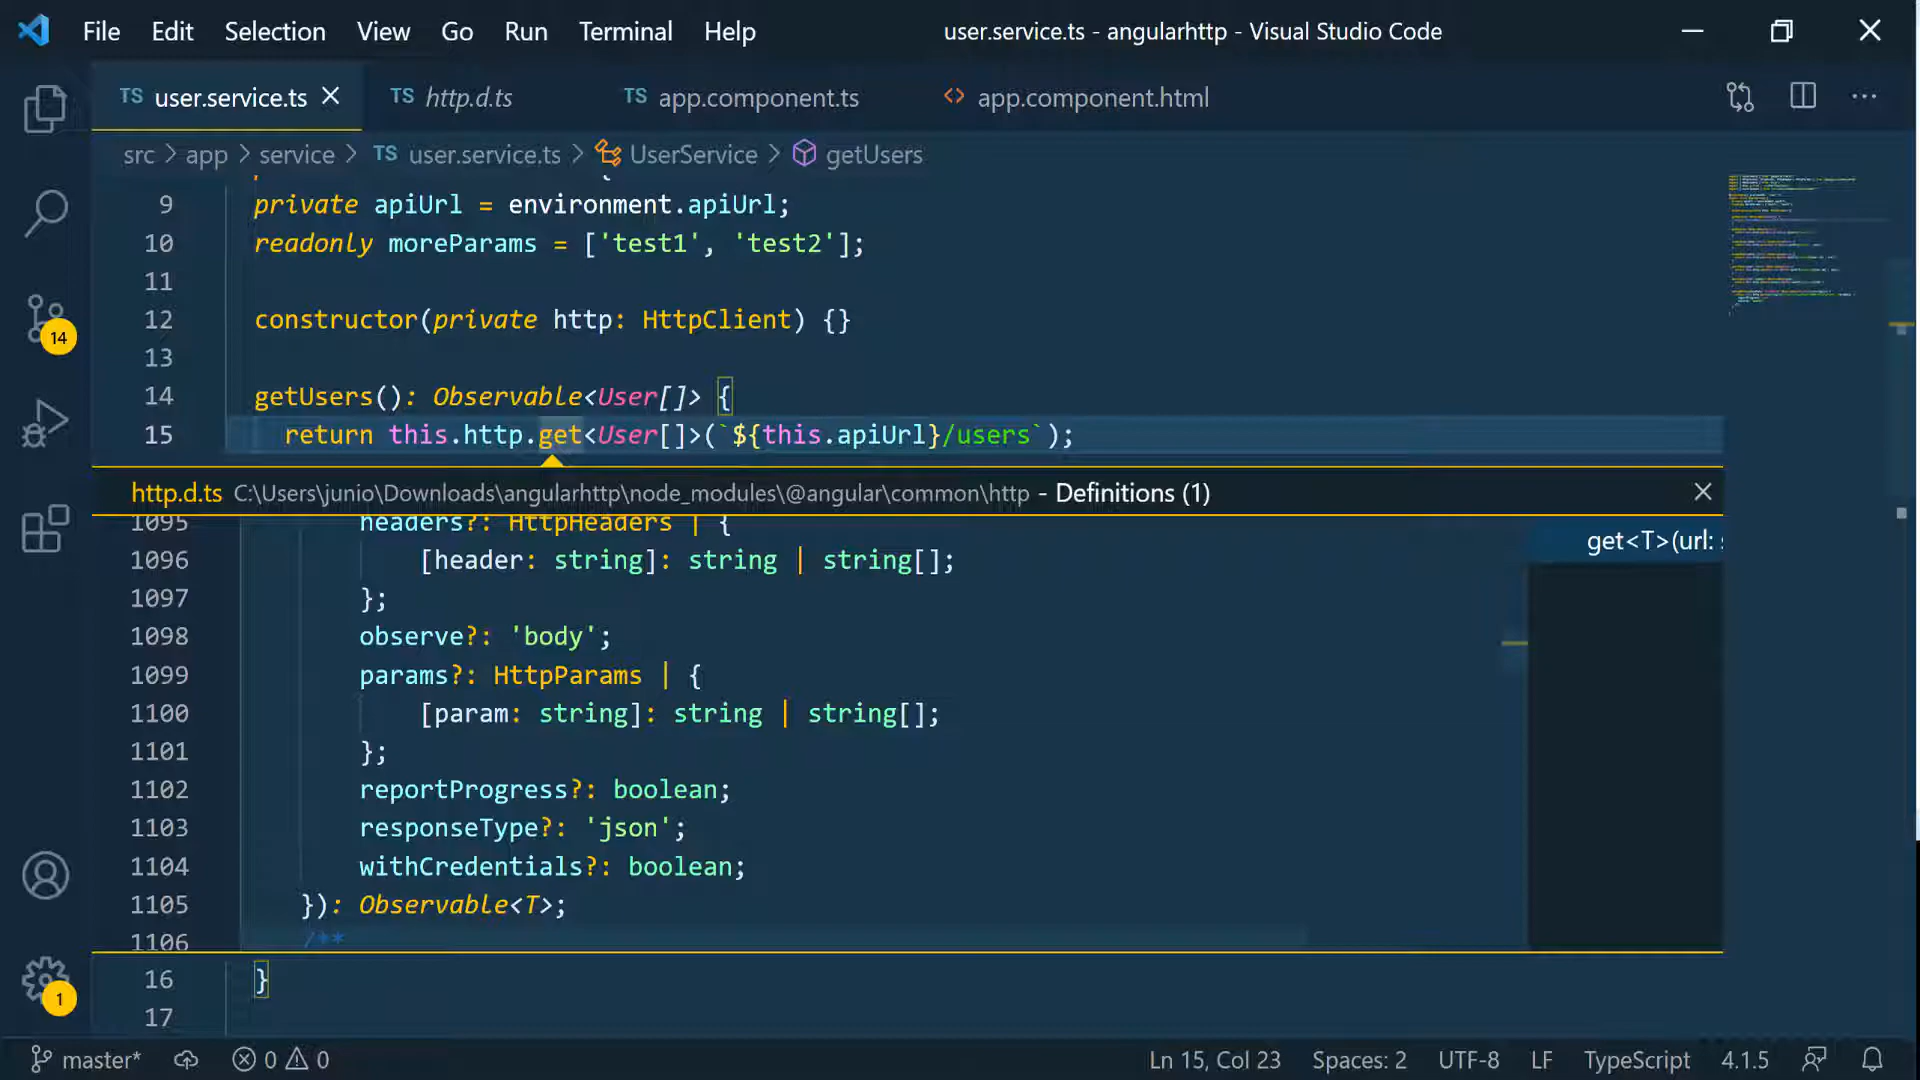 File Edit Selection View Go Run Terminal Help
user.service.ts - angularhttp - Visual Studio Code
TS user.service.ts
TS http.d.ts
TS app.component.ts
<> app.component.html
src > app > service > TS user.service.ts > UserService > getUsers
9 private apiUrl = environment.apiUrl;
10 readonly moreParams = ['test1', 'test2'];
11
12 constructor(private http: HttpClient) {}
13
14 getUsers(): Observable<User[]> {
15 return this.http.get<User[]>(`${this.apiUrl}/users`);
http.d.ts C:\Users\junio\Downloads\angularhttp\node_modules\@angular\common\http - Definitions (1)
1095 headers?: HttpHeaders | {
get<T>(url:
1096 [header: string]: string | string[];
1097 };
1098 observe?: 'body';
1099 params?: HttpParams | {
1100 [param: string]: string | string[];
1101 };
1102 reportProgress?: boolean;
1103 responseType?: 'json';
1104 withCredentials?: boolean;
1105 }): Observable<T>;
1106 /**
16 }
17
14
1
master* 0 0
Ln 15, Col 23 Spaces: 2 UTF-8 LF TypeScript 4.1.5